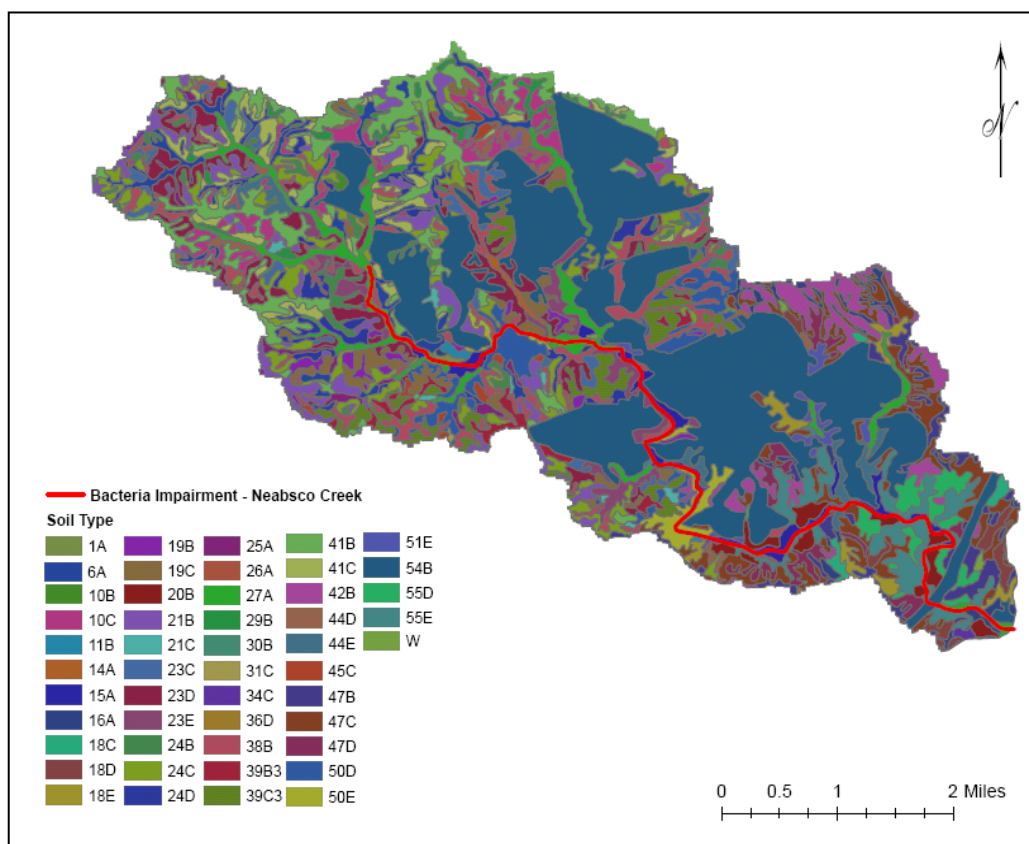 N
Bacteria Impairment - Neabsco Creek
Soil Type
1A
6A
10B
10C
11B
14A
15A
16A
18C
18D
18E
19B
19C
20B
21B
21C
23C
23D
23E
24B
24C
24D
25A
26A
27A
29B
30B
31C
34C
36D
38B
39B3
39C3
41B
41C
42B
44D
44E
45C
47B
47C
47D
50D
50E
51E
54B
55D
55E
W
0 0.5 1 2 Miles